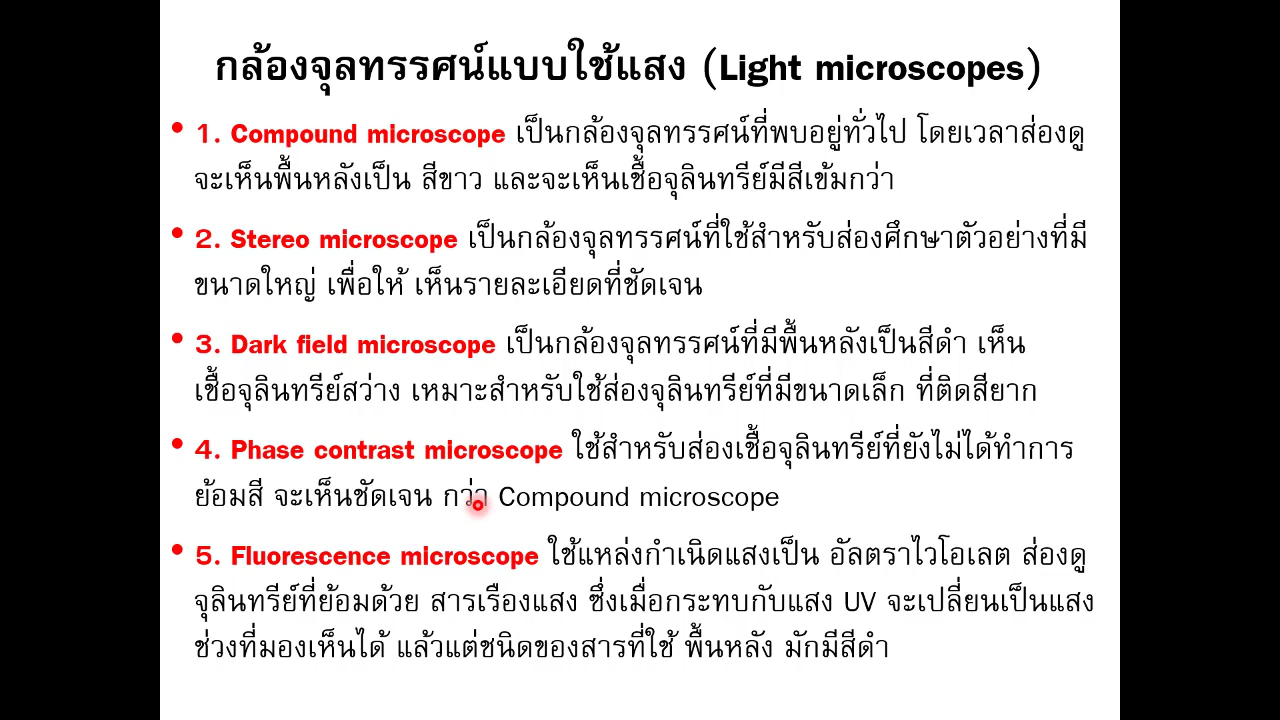 กล้องจุลทรรศน์แบบใช้แสง (Light microscopes)
• 1. Compound microscope เป็นกล้องจุลทรรศน์ที่พบอยู่ทั่วไป โดยเวลาส่องดู
จะเห็นพื้นหลังเป็น สีขาว และจะเห็นเชื้อจุลินทรีย์มีสีเข้มกว่า
• 2. Stereo microscope เป็นกล้องจุลทรรศน์ที่ใช้สำหรับส่องศึกษาตัวอย่างที่มี
ขนาดใหญ่ เพื่อให้ เห็นรายละเอียดที่ชัดเจน
• 3. Dark field microscope เป็นกล้องจุลทรรศน์ที่มีพื้นหลังเป็นสีดำ เห็น
เชื้อจุลินทรีย์สว่าง เหมาะสำหรับใช้ส่องจุลินทรีย์ที่มีขนาดเล็ก ที่ติดสียาก
• 4. Phase contrast microscope ใช้สำหรับส่องเชื้อจุลินทรีย์ที่ยังไม่ได้ทำการ
ย้อมสี จะเห็นชัดเจน กว่า Compound microscope
• 5. Fluorescence microscope ใช้แหล่งกำเนิดแสงเป็น อัลตราไวโอเลต ส่องดู
จุลินทรีย์ที่ย้อมด้วย สารเรืองแสง ซึ่งเมื่อกระทบกับแสง UV จะเปลี่ยนเป็นแสง
ช่วงที่มองเห็นได้ แล้วแต่ชนิดของสารที่ใช้ พื้นหลัง มักมีสีดำ